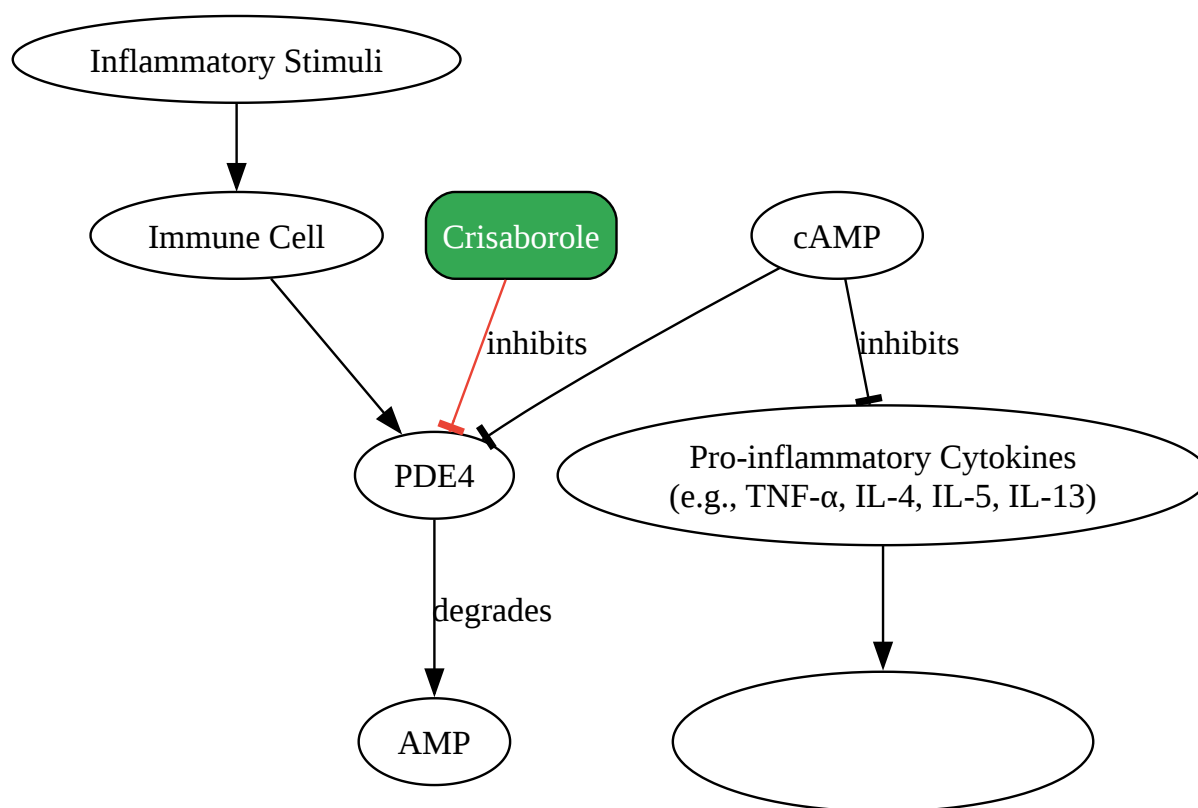 Inflammatory Stimuli
Immune Cell
Crisaborole
cAMP
inhibits
inhibits
PDE4
Pro-inflammatory Cytokines
(e.g., TNF-α, IL-4, IL-5, IL-13)
degrades
AMP